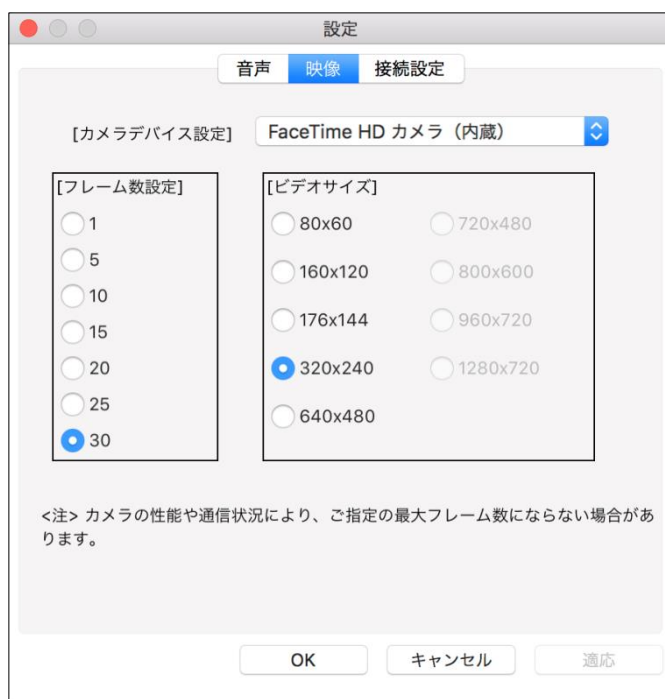 設定
音声 映像 接続設定
[カメラデバイス設定] FaceTime HD カメラ（内蔵）
[フレーム数設定]
1
5
10
15
20
25
30
[ビデオサイズ]
80x60
160x120
176x144
320x240
640x480
720x480
800x600
960x720
1280x720
<注> カメラの性能や通信状況により、ご指定の最大フレーム数にならない場合があ
ります。
OK キャンセル 適応